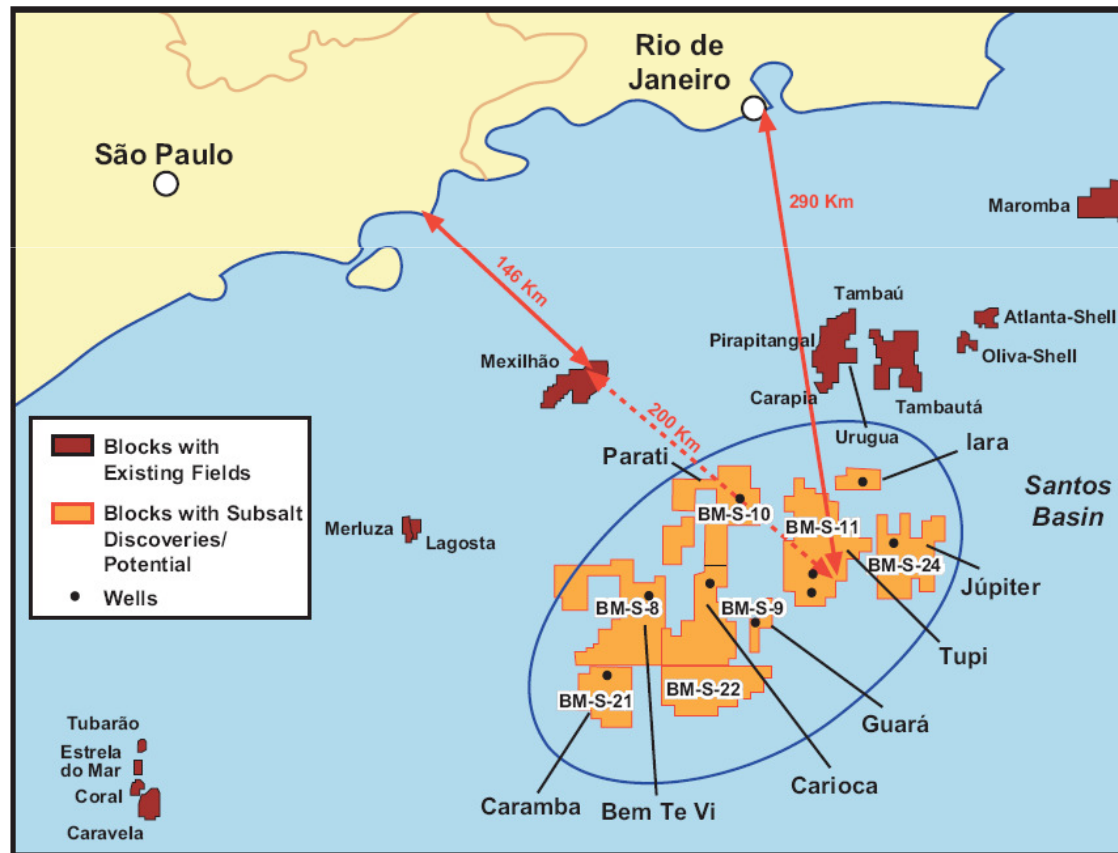 Rio de
Janeiro
São Paulo
290 Km
Maromba
146 Km
Tambaú
Atlanta-Shell
Pirapitangal
Oliva-Shell
Mexilhão
Carapia
Tambautá
200 Km
Urugua
Iara
Parati
Santos
Basin
Blocks with
Existing Fields
Blocks with Subsalt
Discoveries/
Potential
Wells
BM-S-10
BM-S-11
Merluza
Lagosta
BM-S-24
Júpiter
BM-S-8
BM-S-9
Tupi
BM-S-21
BM-S-22
Guará
Tubarão
Estrela
do Mar
Coral
Caravela
Carioca
Caramba
Bem Te Vi